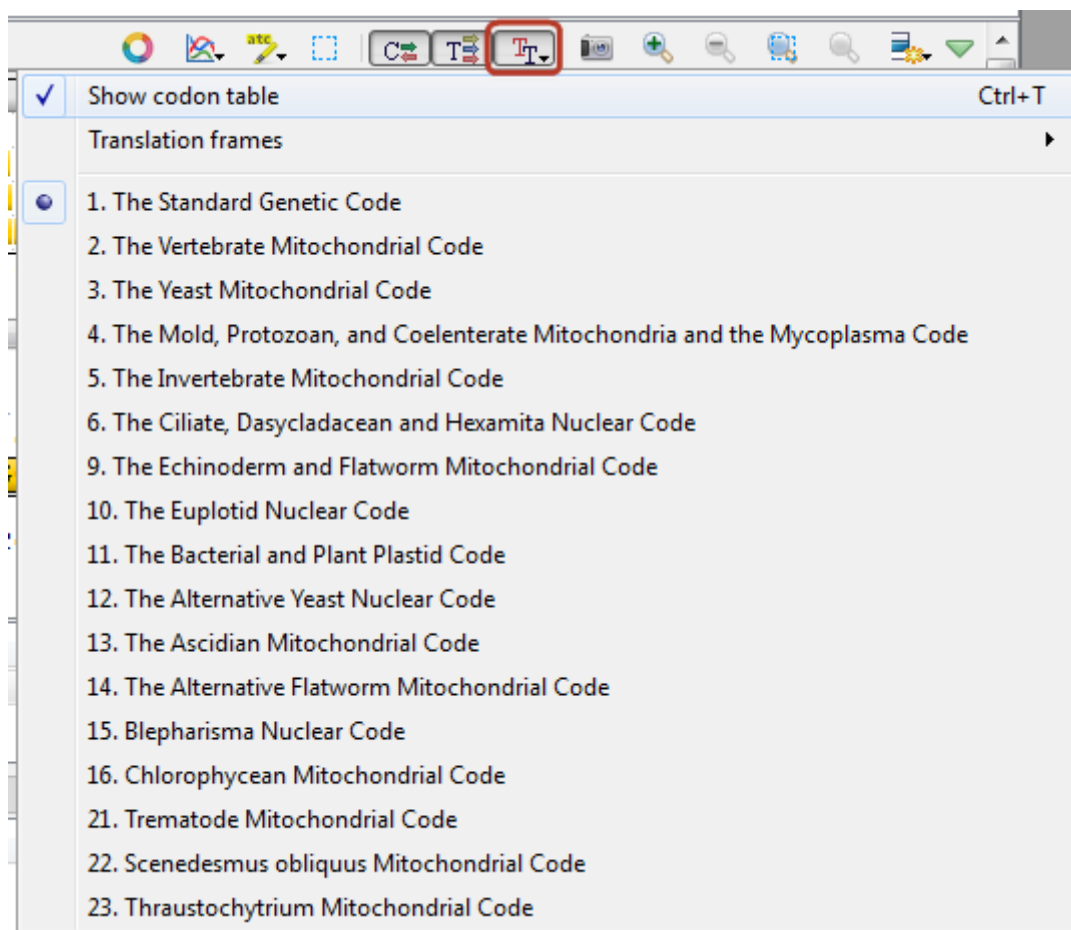 atc C T TT
Show codon table Ctrl+T
Translation frames
1. The Standard Genetic Code
2. The Vertebrate Mitochondrial Code
3. The Yeast Mitochondrial Code
4. The Mold, Protozoan, and Coelenterate Mitochondria and the Mycoplasma Code
5. The Invertebrate Mitochondrial Code
6. The Ciliate, Dasycladacean and Hexamita Nuclear Code
9. The Echinoderm and Flatworm Mitochondrial Code
10. The Euplotid Nuclear Code
11. The Bacterial and Plant Plastid Code
12. The Alternative Yeast Nuclear Code
13. The Ascidian Mitochondrial Code
14. The Alternative Flatworm Mitochondrial Code
15. Blepharisma Nuclear Code
16. Chlorophycean Mitochondrial Code
21. Trematode Mitochondrial Code
22. Scenedesmus obliquus Mitochondrial Code
23. Thraustochytrium Mitochondrial Code